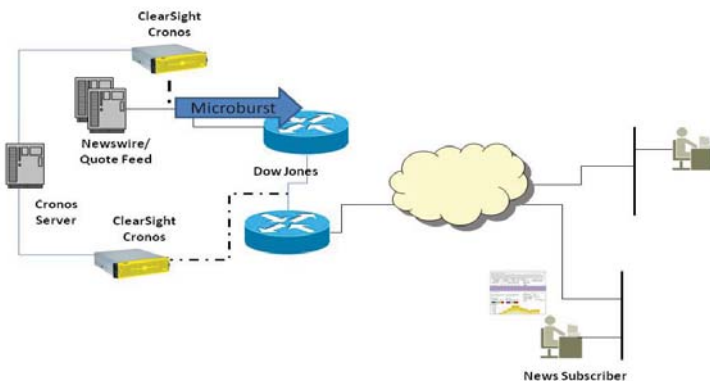 ClearSight
Cronos
Microburst
Newswire/
Quote Feed
Dow Jones
Cronos
Server
ClearSight
Cronos
News Subscriber